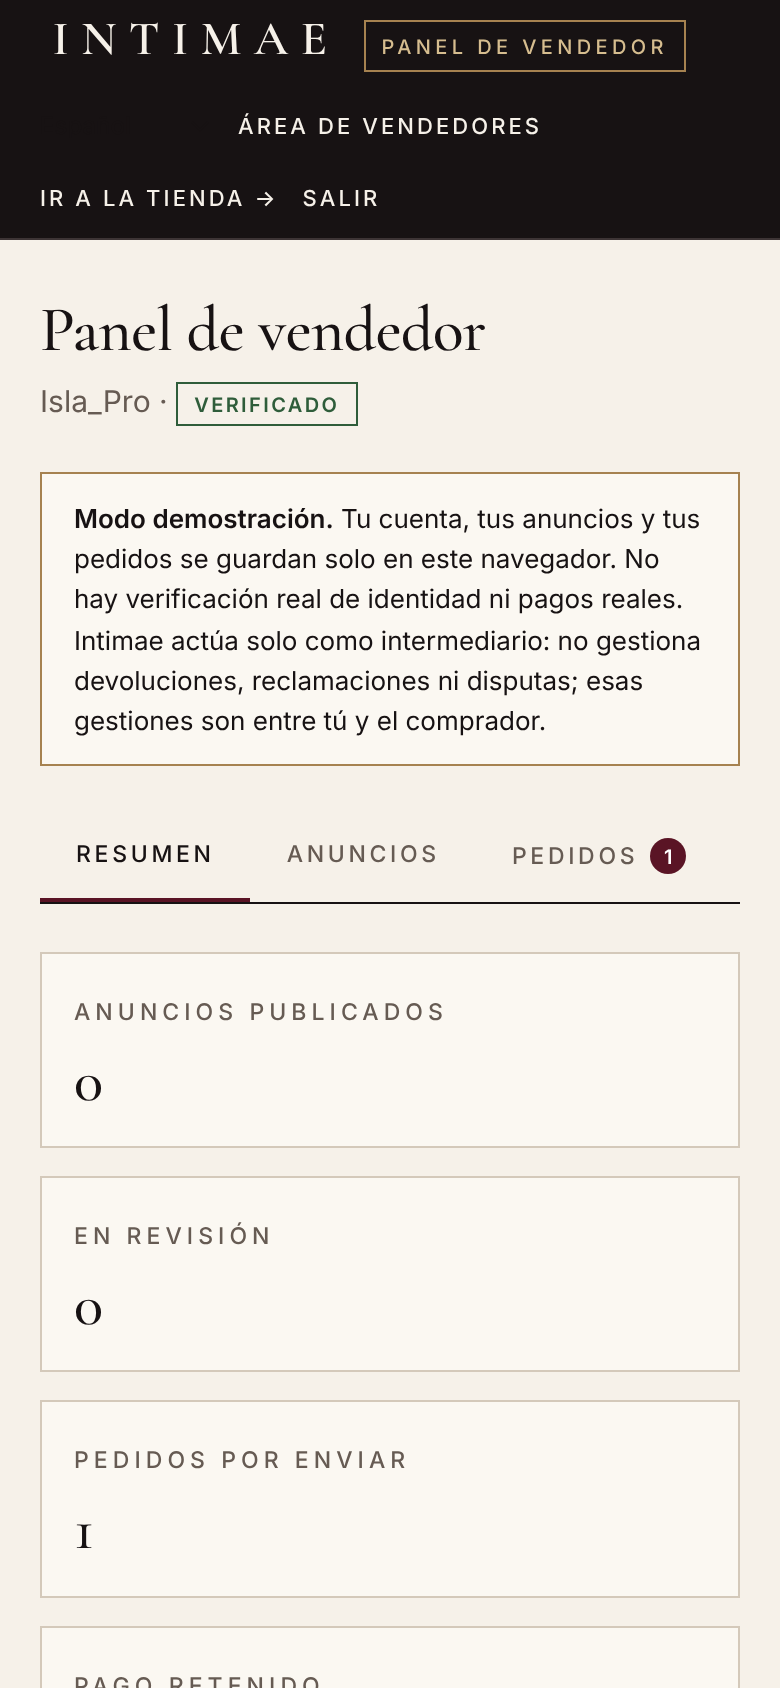 INTIMAE PANEL DE VENDEDOR
ÁREA DE VENDEDORES
IR A LA TIENDA → SALIR
Panel de vendedor
Isla_Pro · VERIFICADO
Modo demostración. Tu cuenta, tus anuncios y tus
pedidos se guardan solo en este navegador. No
hay verificación real de identidad ni pagos reales.
Intimae actúa solo como intermediario: no gestiona
devoluciones, reclamaciones ni disputas; esas
gestiones son entre tú y el comprador.
RESUMEN ANUNCIOS PEDIDOS 1
ANUNCIOS PUBLICADOS
0
EN REVISIÓN
0
PEDIDOS POR ENVIAR
1
PAGO RETENIDO